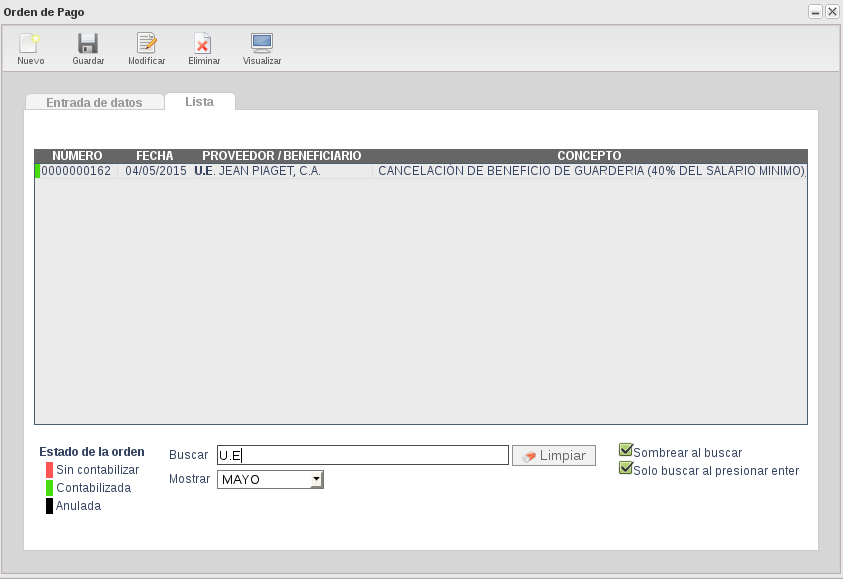 Orden de Pago
Nuevo Guardar Modificar Eliminar Visualizar
Entrada de datos Lista
NÚMERO FECHA PROVEEDOR / BENEFICIARIO CONCEPTO
0000000162 04/05/2015 U.E. JEAN PIAGET, C.A. CANCELACIÓN DE BENEFICIO DE GUARDERIA (40% DEL SALARIO MINIMO),
Estado de la orden
Sin contabilizar
Contabilizada
Anulada
Buscar U.E Limpiar
Mostrar MAYO
Sombrear al buscar
Solo buscar al presionar enter